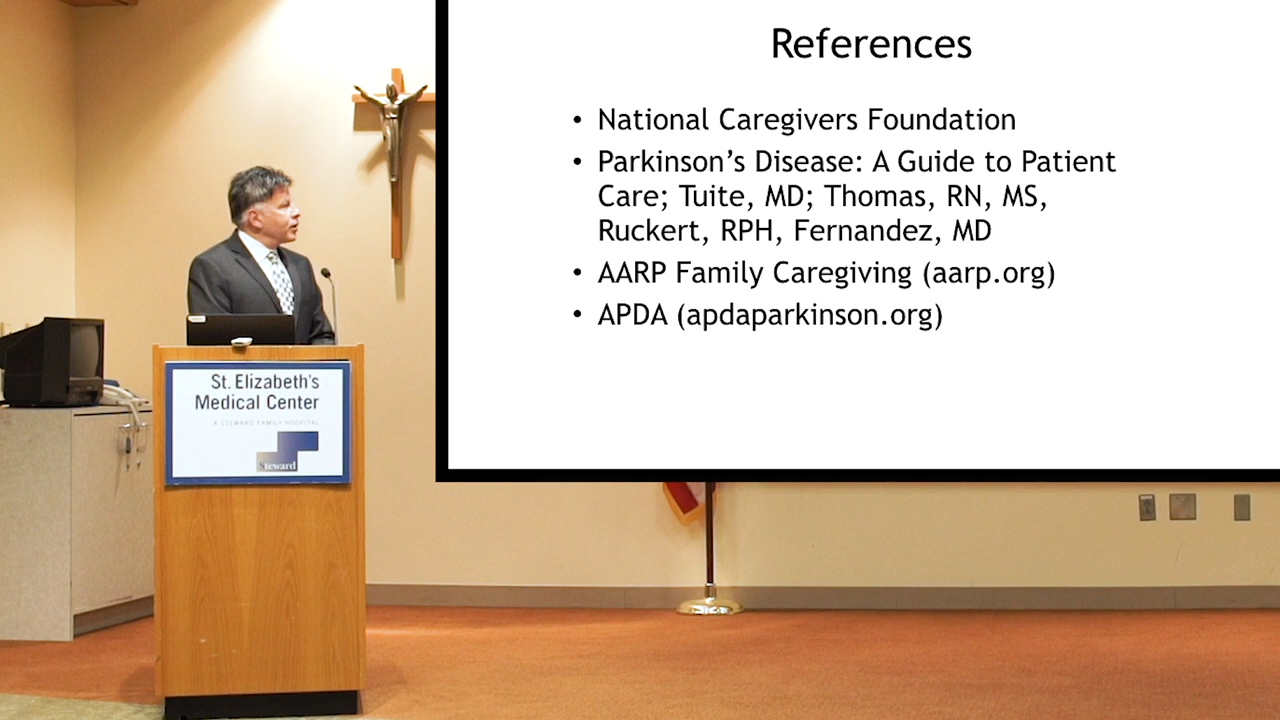 References
• National Caregivers Foundation
• Parkinson’s Disease: A Guide to Patient
Care; Tuite, MD; Thomas, RN, MS,
Ruckert, RPH, Fernandez, MD
• AARP Family Caregiving (aarp.org)
• APDA (apdaparkinson.org)
St. Elizabeth's
Medical Center
A STEWARD FAMILY HOSPITAL
Steward